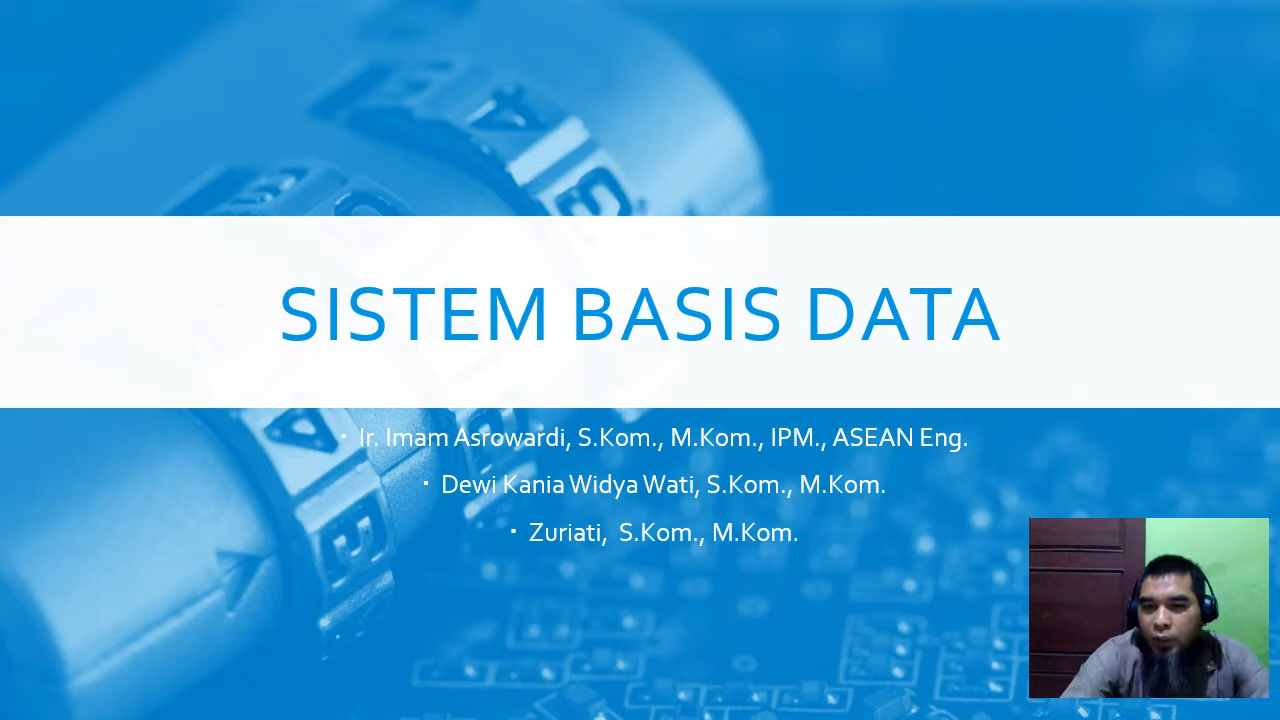 SISTEM BASIS DATA
▪ Ir. Imam Asrowardi, S.Kom., M.Kom., IPM., ASEAN Eng.
▪ Dewi Kania Widya Wati, S.Kom., M.Kom.
▪ Zuriati, S.Kom., M.Kom.